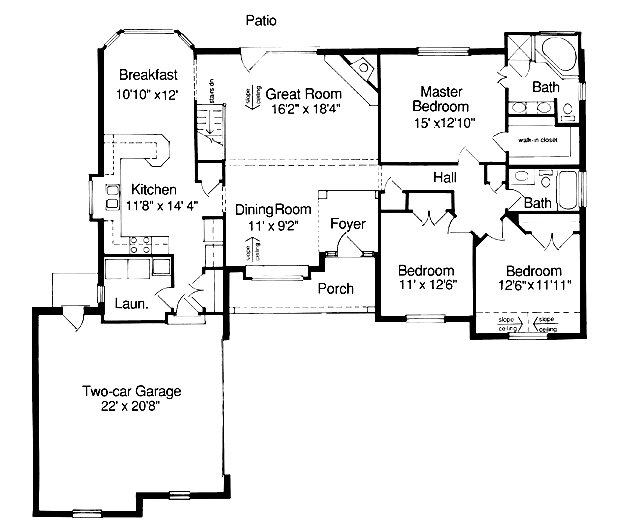 Patio
Breakfast
10'10" x12'
stairs dn
slope
ceiling
Great Room
16'2" x 18'4"
Master
Bedroom
15' x12'10"
Bath
walk-in closet
Kitchen
11'8" x 14' 4"
Hall
Bath
Dining Room
11' x 9'2"
slope
ceiling
Foyer
Porch
Bedroom
11' x 12'6"
Bedroom
12'6" x11'11"
slope
ceiling
slope
ceiling
Laun.
Two-car Garage
22' x 20'8"